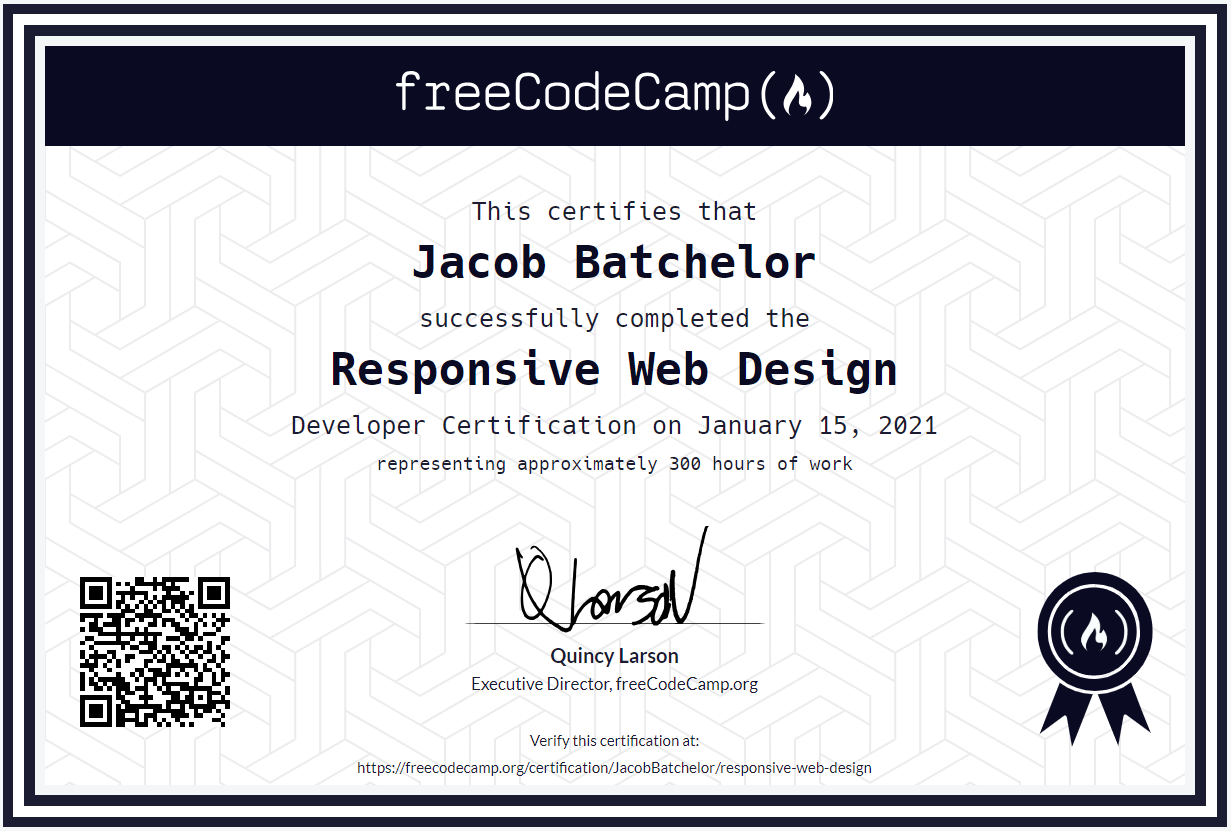 freeCodeCamp
This certifies that
Jacob Batchelor
successfully completed the
Responsive Web Design
Developer Certification on January 15, 2021
representing approximately 300 hours of work
Quincy Larson
Executive Director, freeCodeCamp.org
Verify this certification at:
https://freecodecamp.org/certification/JacobBatchelor/responsive-web-design